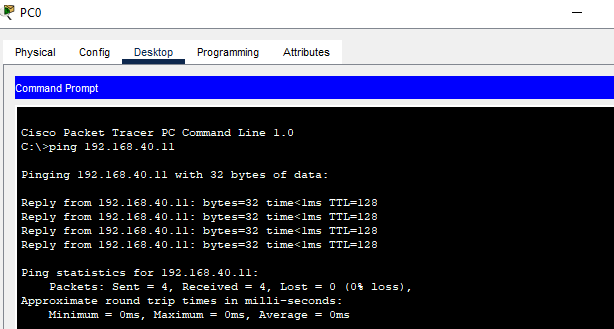 PC0
Physical Config Desktop Programming Attributes
Command Prompt
Cisco Packet Tracer PC Command Line 1.0
C:\>ping 192.168.40.11
Pinging 192.168.40.11 with 32 bytes of data:
Reply from 192.168.40.11: bytes=32 time<1ms TTL=128
Reply from 192.168.40.11: bytes=32 time<1ms TTL=128
Reply from 192.168.40.11: bytes=32 time<1ms TTL=128
Reply from 192.168.40.11: bytes=32 time<1ms TTL=128
Ping statistics for 192.168.40.11:
Packets: Sent = 4, Received = 4, Lost = 0 (0% loss),
Approximate round trip times in milli-seconds:
Minimum = 0ms, Maximum = 0ms, Average = 0ms